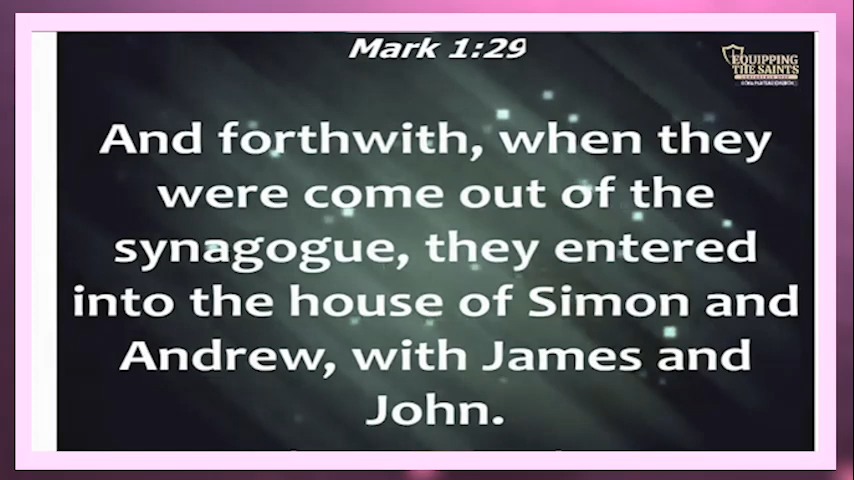 Mark 1:29
EQUIPPING
THE SAINTS
And forthwith, when they
were come out of the
synagogue, they entered
into the house of Simon and
Andrew, with James and
John.